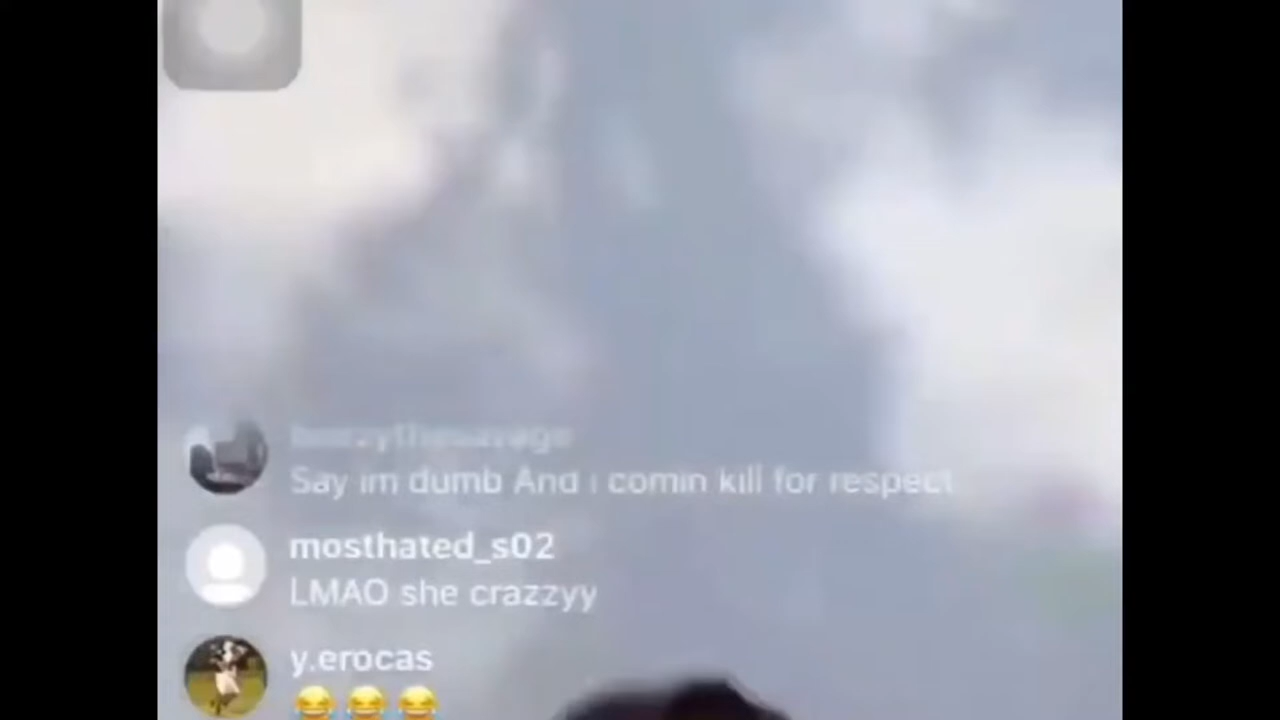 Say im dumb And i comin kill for respect
mosthated_s02
LMAO she crazzyy
y.erocas
😂😂😂